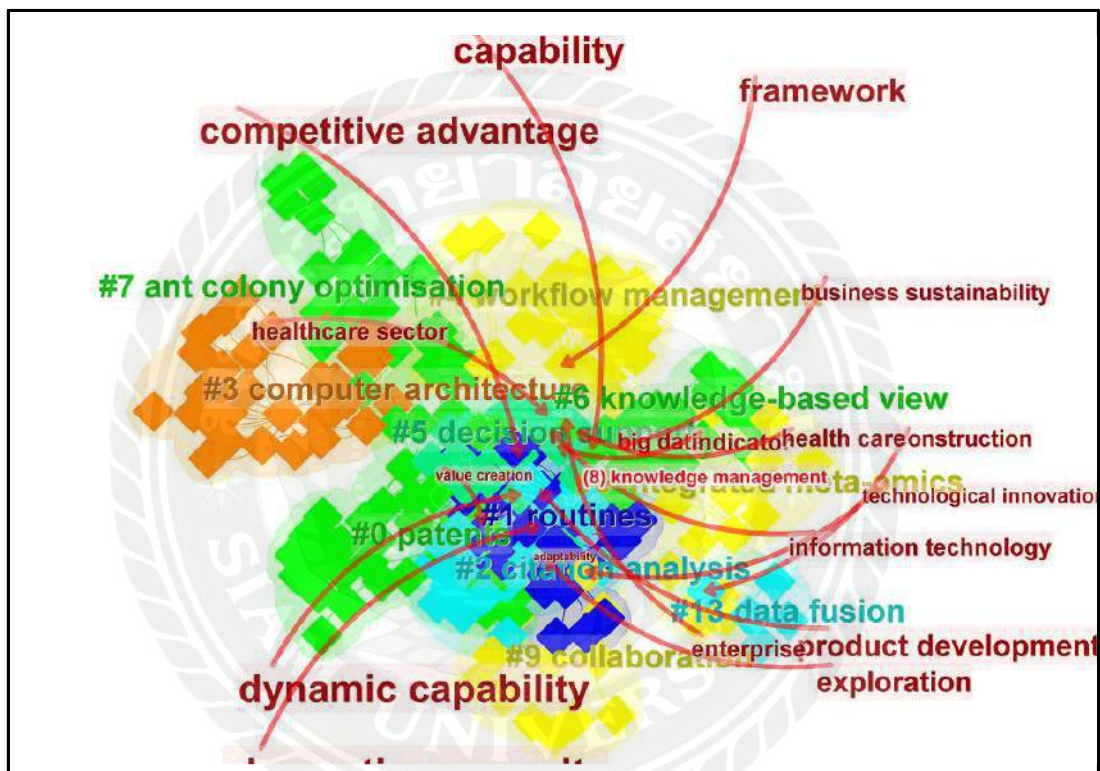 capability
framework
competitive advantage
#7 ant colony optimisation
workflow managemen
business sustainability
healthcare sector
#3 computer architecture
#6 knowledge-based view
#5 decision support
big dat
indicator
health care
onstruction
value creation
(8) knowledge management
integrated meta-omics
technological innovation
#1 routines
#0 patents
information technology
adaptability
#2 citation analysis
#13 data fusion
#9 collaboration
enterprise
product development
dynamic capability
exploration